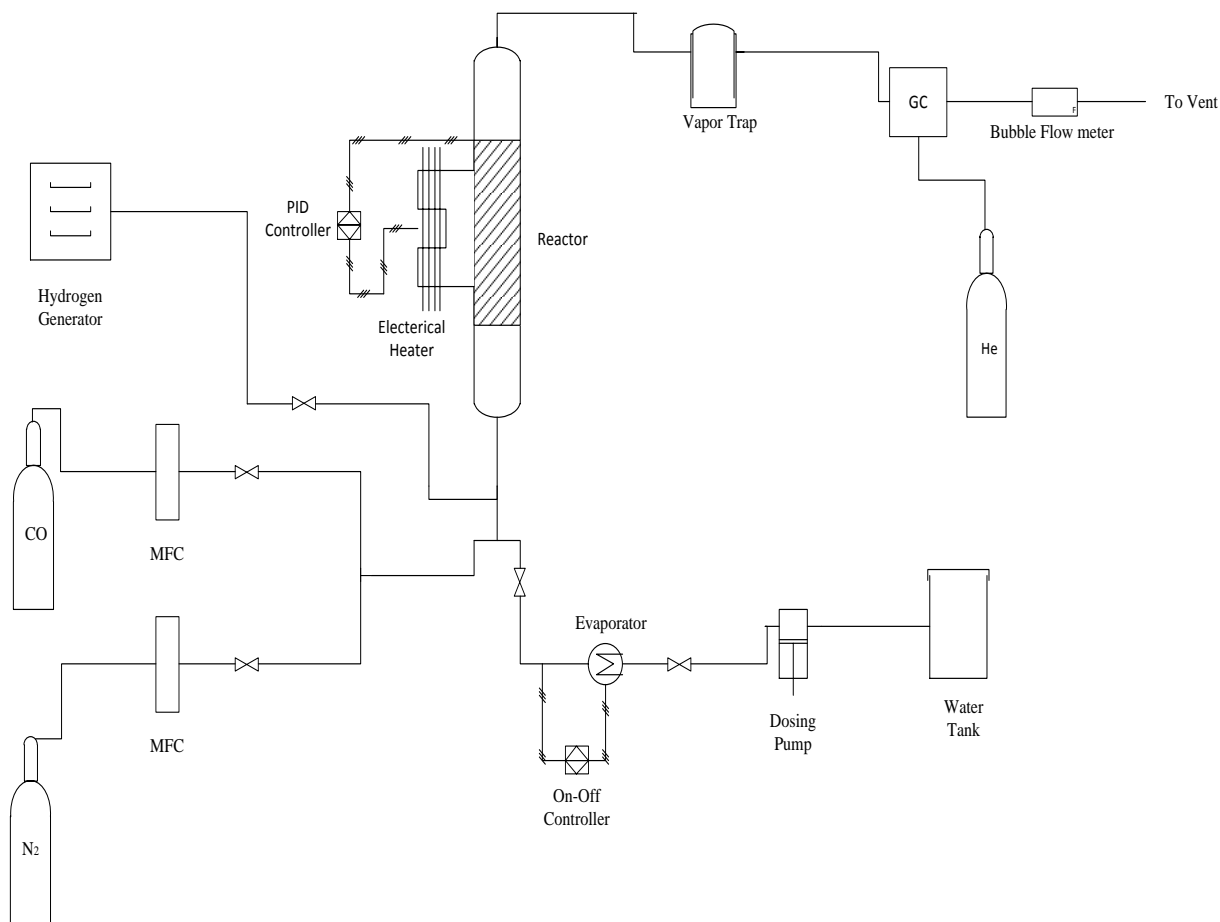 GC
To Vent
F
Vapor Trap
Bubble Flow meter
PID
Controller
Reactor
Hydrogen
Generator
Electerical
Heater
He
CO
MFC
Evaporator
MFC
Dosing
Pump
Water
Tank
On-Off
Controller
N2